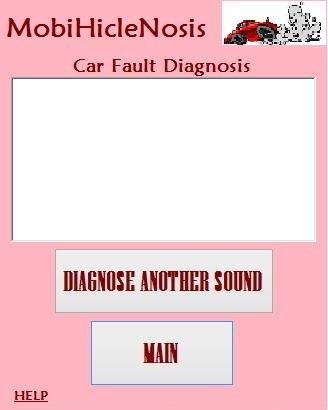 MobiHicleNosis
Car Fault Diagnosis
DIAGNOSE ANOTHER SOUND
MAIN
HELP